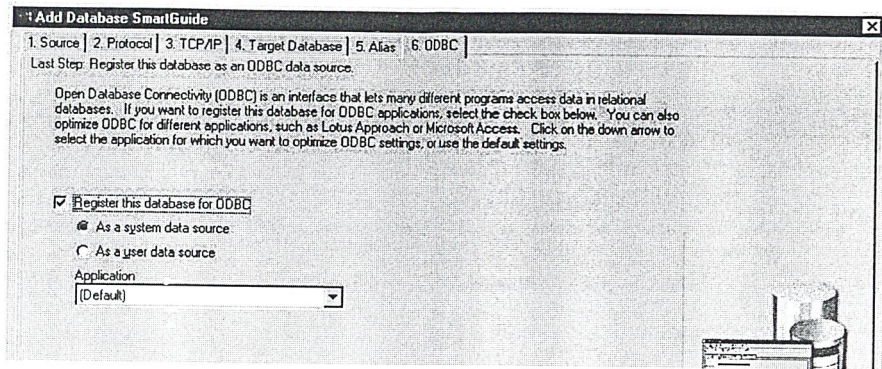 Add Database SmartGuide
1. Source 2. Protocol 3. TCP/IP 4. Target Database 5. Alias 6. ODBC
Last Step: Register this database as an ODBC data source.
Open Database Connectivity (ODBC) is an interface that lets many different programs access data in relational
databases. If you want to register this database for ODBC applications, select the check box below. You can also
optimize ODBC for different applications, such as Lotus Approach or Microsoft Access. Click on the down arrow to
select the application for which you want to optimize ODBC settings, or use the default settings.
Register this database for ODBC
As a system data source
As a user data source
Application
(Default)